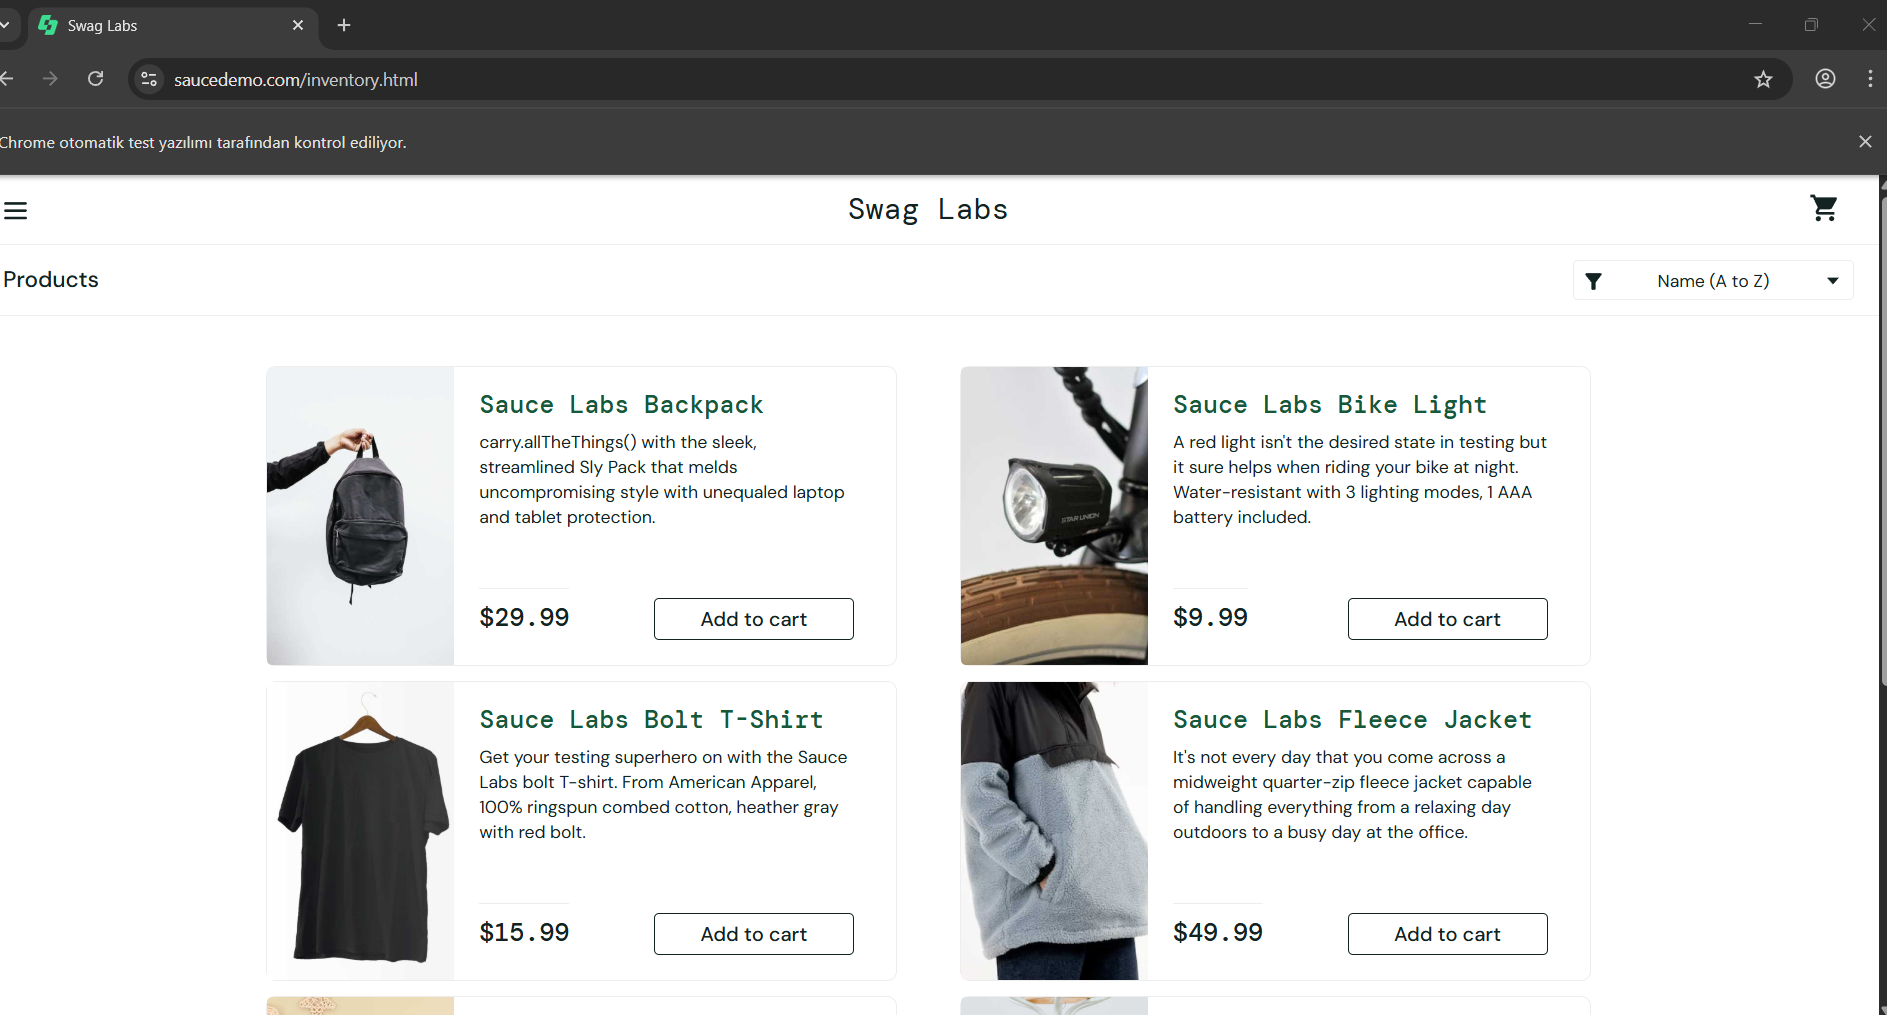 Swag Labs
saucedemo.com/inventory.html
Chrome otomatik test yazılımı tarafından kontrol ediliyor.
Swag Labs
Products
Name (A to Z)
Sauce Labs Backpack
carry.allTheThings() with the sleek,
streamlined Sly Pack that melds
uncompromising style with unequaled laptop
and tablet protection.
$29.99
Add to cart
Sauce Labs Bike Light
A red light isn't the desired state in testing but
it sure helps when riding your bike at night.
Water-resistant with 3 lighting modes, 1 AAA
battery included.
STAR UNION
$9.99
Add to cart
Sauce Labs Bolt T-Shirt
Get your testing superhero on with the Sauce
Labs bolt T-shirt. From American Apparel,
100% ringspun combed cotton, heather gray
with red bolt.
$15.99
Add to cart
Sauce Labs Fleece Jacket
It's not every day that you come across a
midweight quarter-zip fleece jacket capable
of handling everything from a relaxing day
outdoors to a busy day at the office.
$49.99
Add to cart